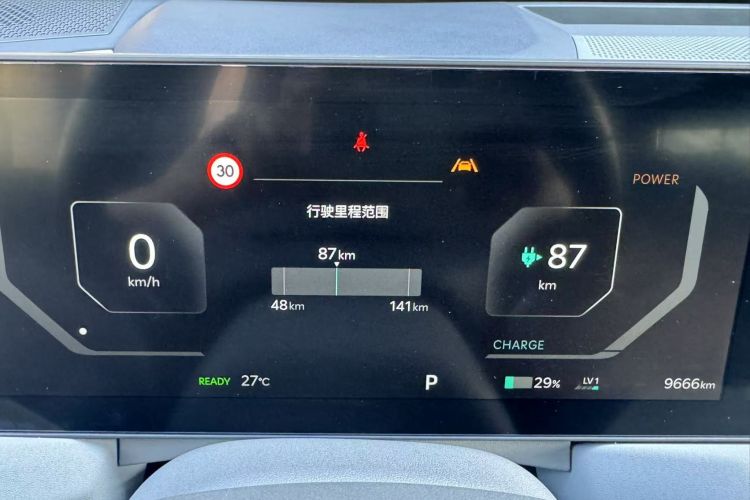 30
POWER
行驶里程范围
0
km/h
87km
87
km
48km
141km
CHARGE
READY
27℃
P
29%
LV1
9666km